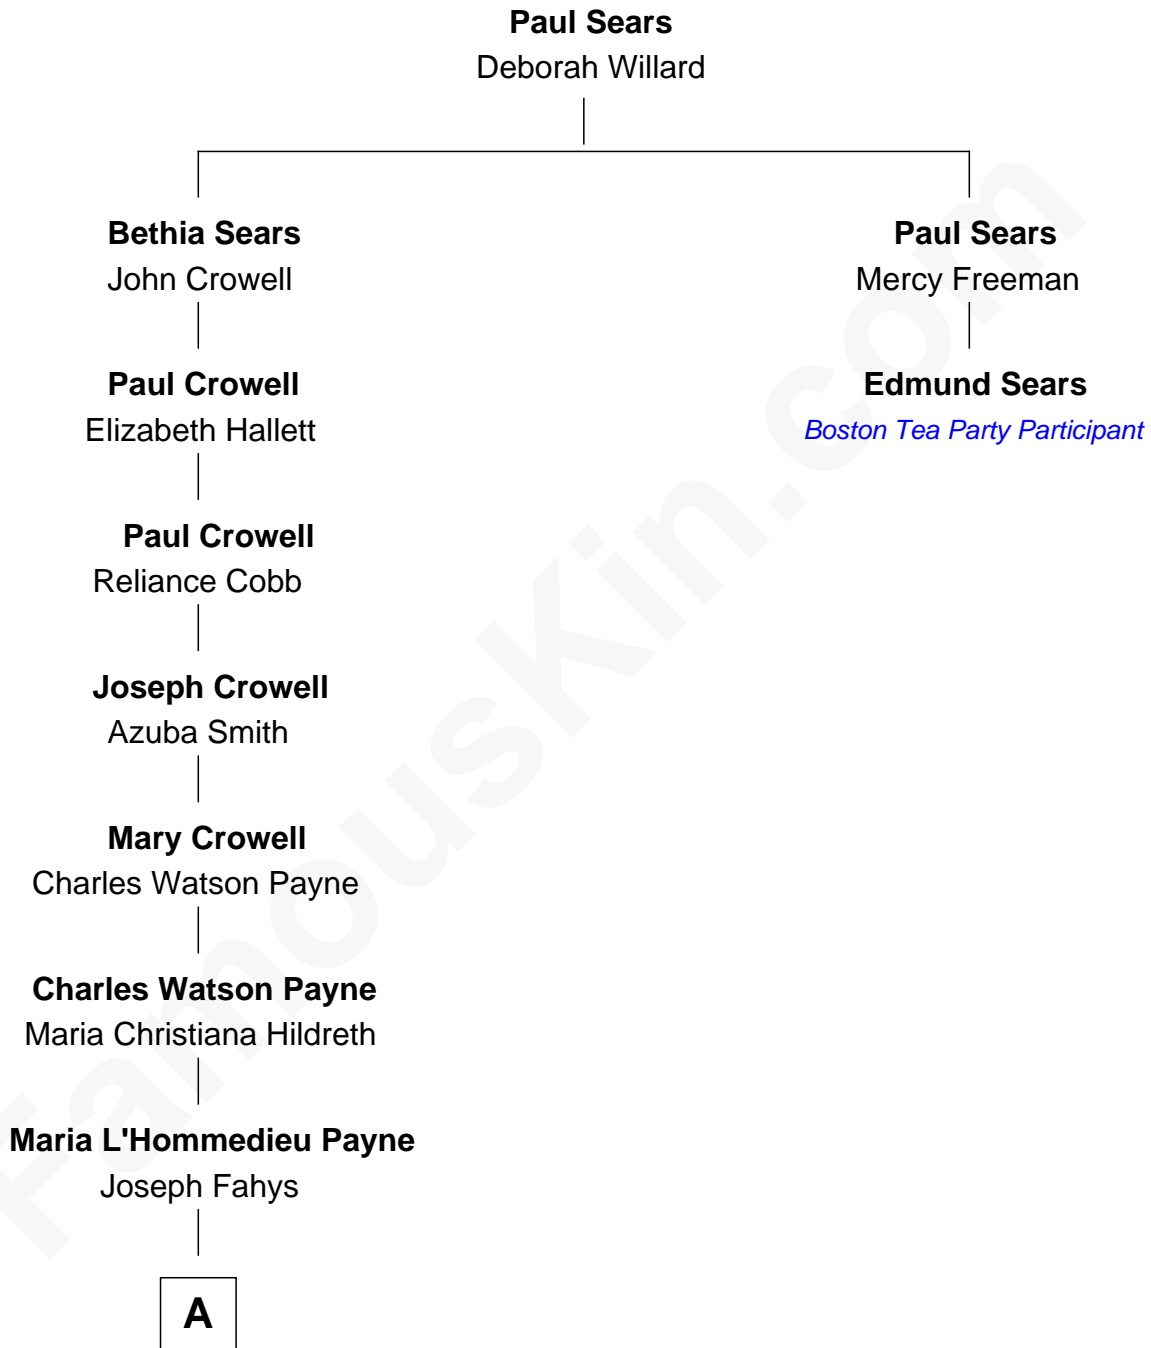 Paul Sears
Deborah Willard
Bethia Sears
John Crowell
Paul Sears
Mercy Freeman
Paul Crowell
Elizabeth Hallett
Edmund Sears
Boston Tea Party Participant
Paul Crowell
Reliance Cobb
Joseph Crowell
Azuba Smith
Mary Crowell
Charles Watson Payne
Charles Watson Payne
Maria Christiana Hildreth
Maria L'Hommedieu Payne
Joseph Fahys
A
FamousKin.com